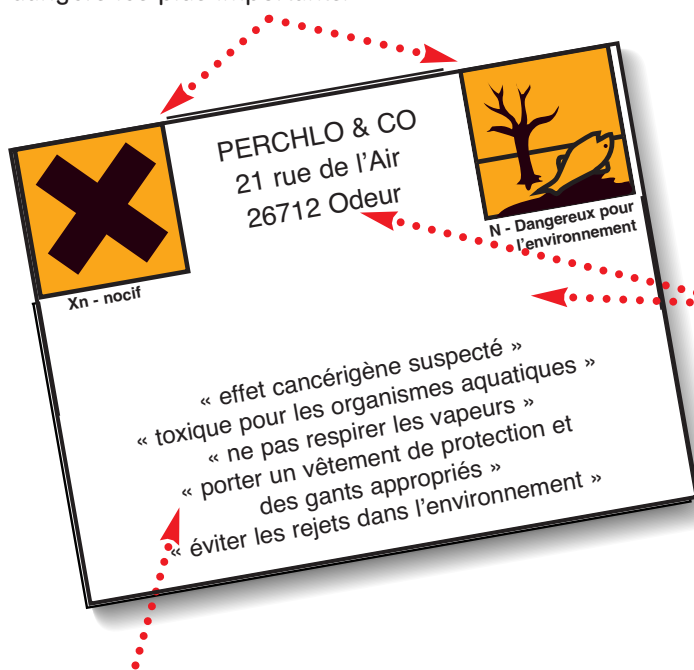 PERCHLO & CO
21 rue de l’Air
26712 Odeur
Xn - nocif
N - Dangereux pour
l’environnement
« effet cancérigène suspecté »
« toxique pour les organismes aquatiques »
« ne pas respirer les vapeurs »
« porter un vêtement de protection et
des gants appropriés »
« éviter les rejets dans l’environnement »